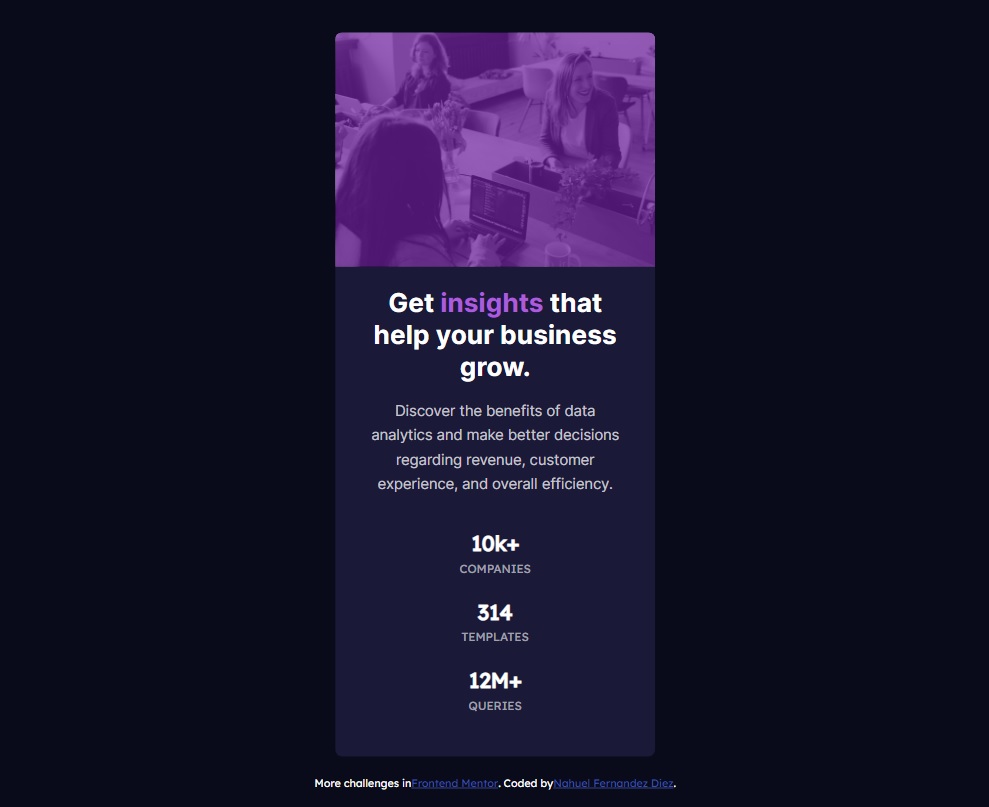 Get insights that
help your business
grow.
Discover the benefits of data
analytics and make better decisions
regarding revenue, customer
experience, and overall efficiency.
10k+
COMPANIES
314
TEMPLATES
12M+
QUERIES
More challenges inFrontend Mentor. Coded byNahuel Fernandez Diez.